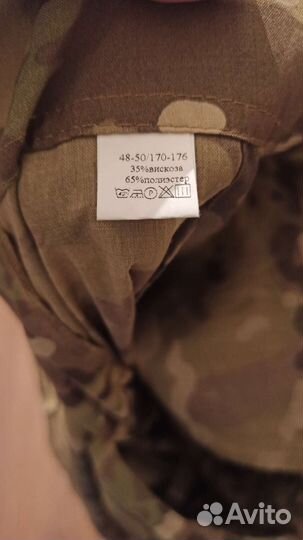 48-50/170-176
35%вискоза
65%полиэстер
P
Avito